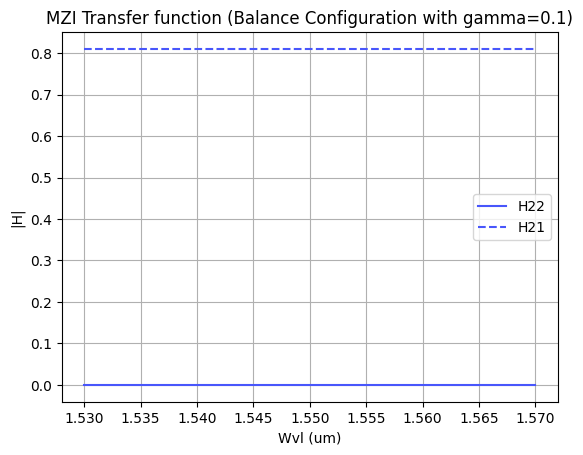 MZI Transfer function (Balance Configuration with gamma=0.1)
|H|
0.8
0.7
0.6
0.5
0.4
0.3
0.2
0.1
0.0
H22
H21
1.530 1.535 1.540 1.545 1.550 1.555 1.560 1.565 1.570
Wvl (um)